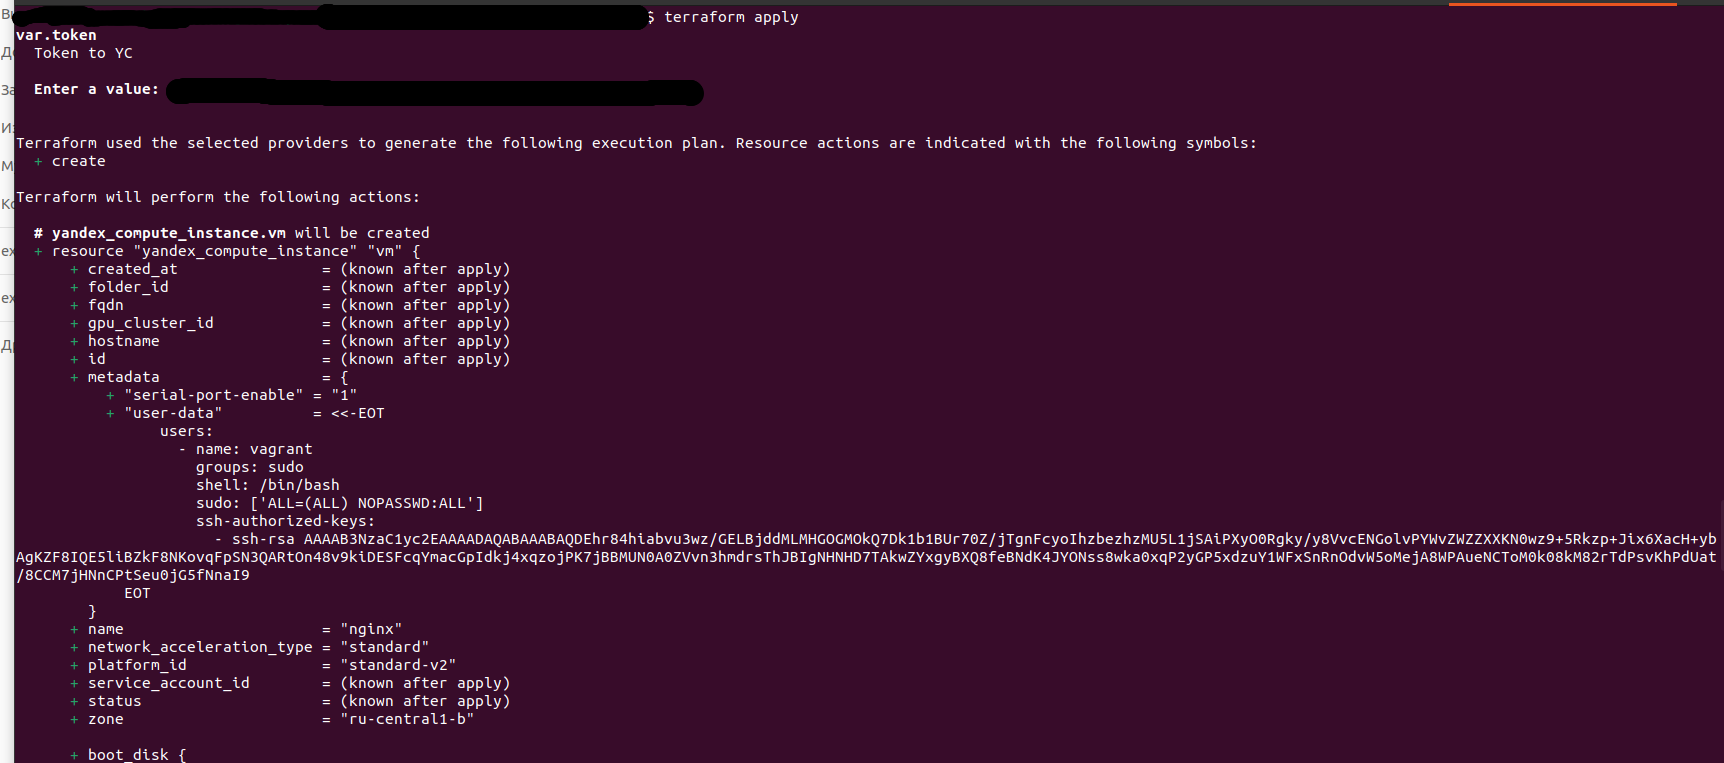 $ terraform apply
var.token
  Token to YC
  Enter a value:
Terraform used the selected providers to generate the following execution plan. Resource actions are indicated with the following symbols:
  + create
Terraform will perform the following actions:
  # yandex_compute_instance.vm will be created
  + resource "yandex_compute_instance" "vm" {
      + created_at                = (known after apply)
      + folder_id                 = (known after apply)
      + fqdn                      = (known after apply)
      + gpu_cluster_id            = (known after apply)
      + hostname                  = (known after apply)
      + id                        = (known after apply)
      + metadata                  = {
          + "serial-port-enable" = "1"
          + "user-data"          = <<-EOT
                users:
                  - name: vagrant
                    groups: sudo
                    shell: /bin/bash
                    sudo: ['ALL=(ALL) NOPASSWD:ALL']
                    ssh-authorized-keys:
                      - ssh-rsa AAAAB3NzaC1yc2EAAAADAQABAAABAQDEhr84hiabvu3wz/GELBjddMLMHGOGMOkQ7Dk1b1BUr70Z/jTgnFcyoIhzbezhzMU5L1jSAiPXyO0Rgky/y8VvcENGolvPYWvZWZZXXKN0wz9+5Rkzp+Jix6XacH+yb
AgKZF8IQE5liBZkF8NKovqFpSN3QARtOn48v9kiDESFcqYmacGpIdkj4xqzojPK7jBBMUN0A0ZVvn3hmdrsThJBIgNHNHD7TAkwZYxgyBXQ8feBNdK4JYONss8wka0xqP2yGP5xdzuY1WFxSnRnOdvW5oMejA8WPAueNCToM0k08kM82rTdPsvKhPdUat
/8CCM7jHNnCPtSeu0jG5fNnaI9
            EOT
        }
      + name                      = "nginx"
      + network_acceleration_type = "standard"
      + platform_id               = "standard-v2"
      + service_account_id        = (known after apply)
      + status                    = (known after apply)
      + zone                      = "ru-central1-b"
      + boot_disk {